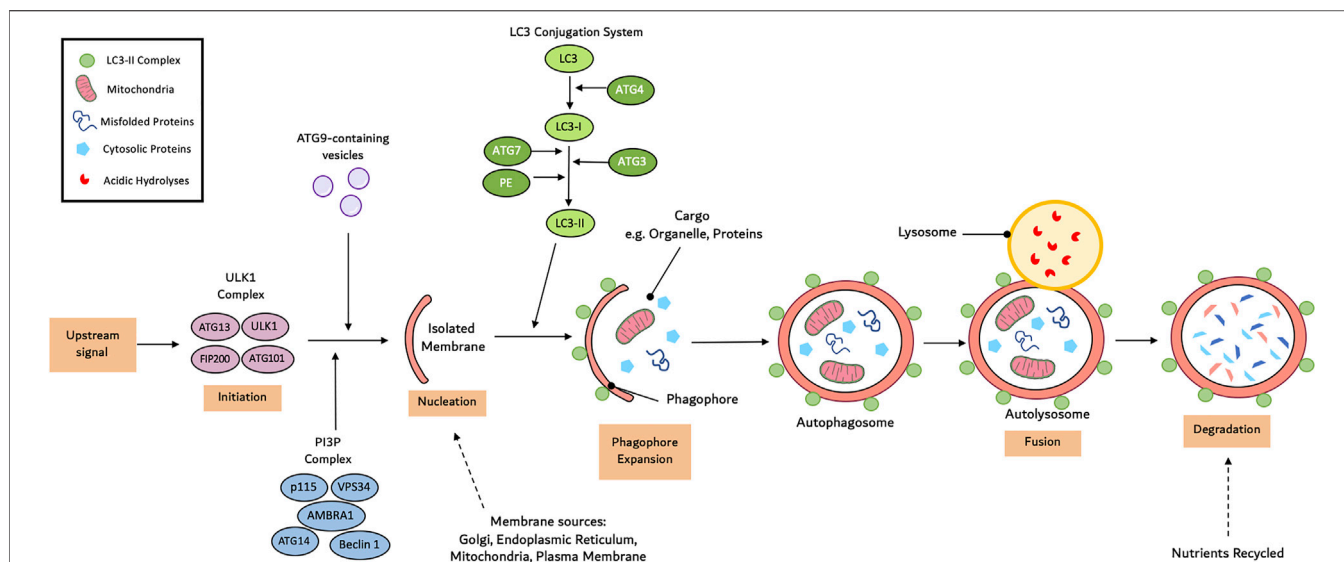 LC3-II Complex
Mitochondria
Misfolded Proteins
Cytosolic Proteins
Acidic Hydrolyses
ATG9-containing
vesicles
LC3 Conjugation System
LC3
ATG4
LC3-I
ATG7
ATG3
PE
LC3-II
Upstream
signal
ULK1
Complex
ATG13
ULK1
FIP200
ATG101
Initiation
PI3P
Complex
p115
VPS34
AMBRA1
ATG14
Beclin 1
Isolated
Membrane
Nucleation
Membrane sources:
Golgi, Endoplasmic Reticulum,
Mitochondria, Plasma Membrane
Cargo
e.g. Organelle, Proteins
Phagophore
Phagophore
Expansion
Autophagosome
Lysosome
Autolysosome
Fusion
Degradation
Nutrients Recycled